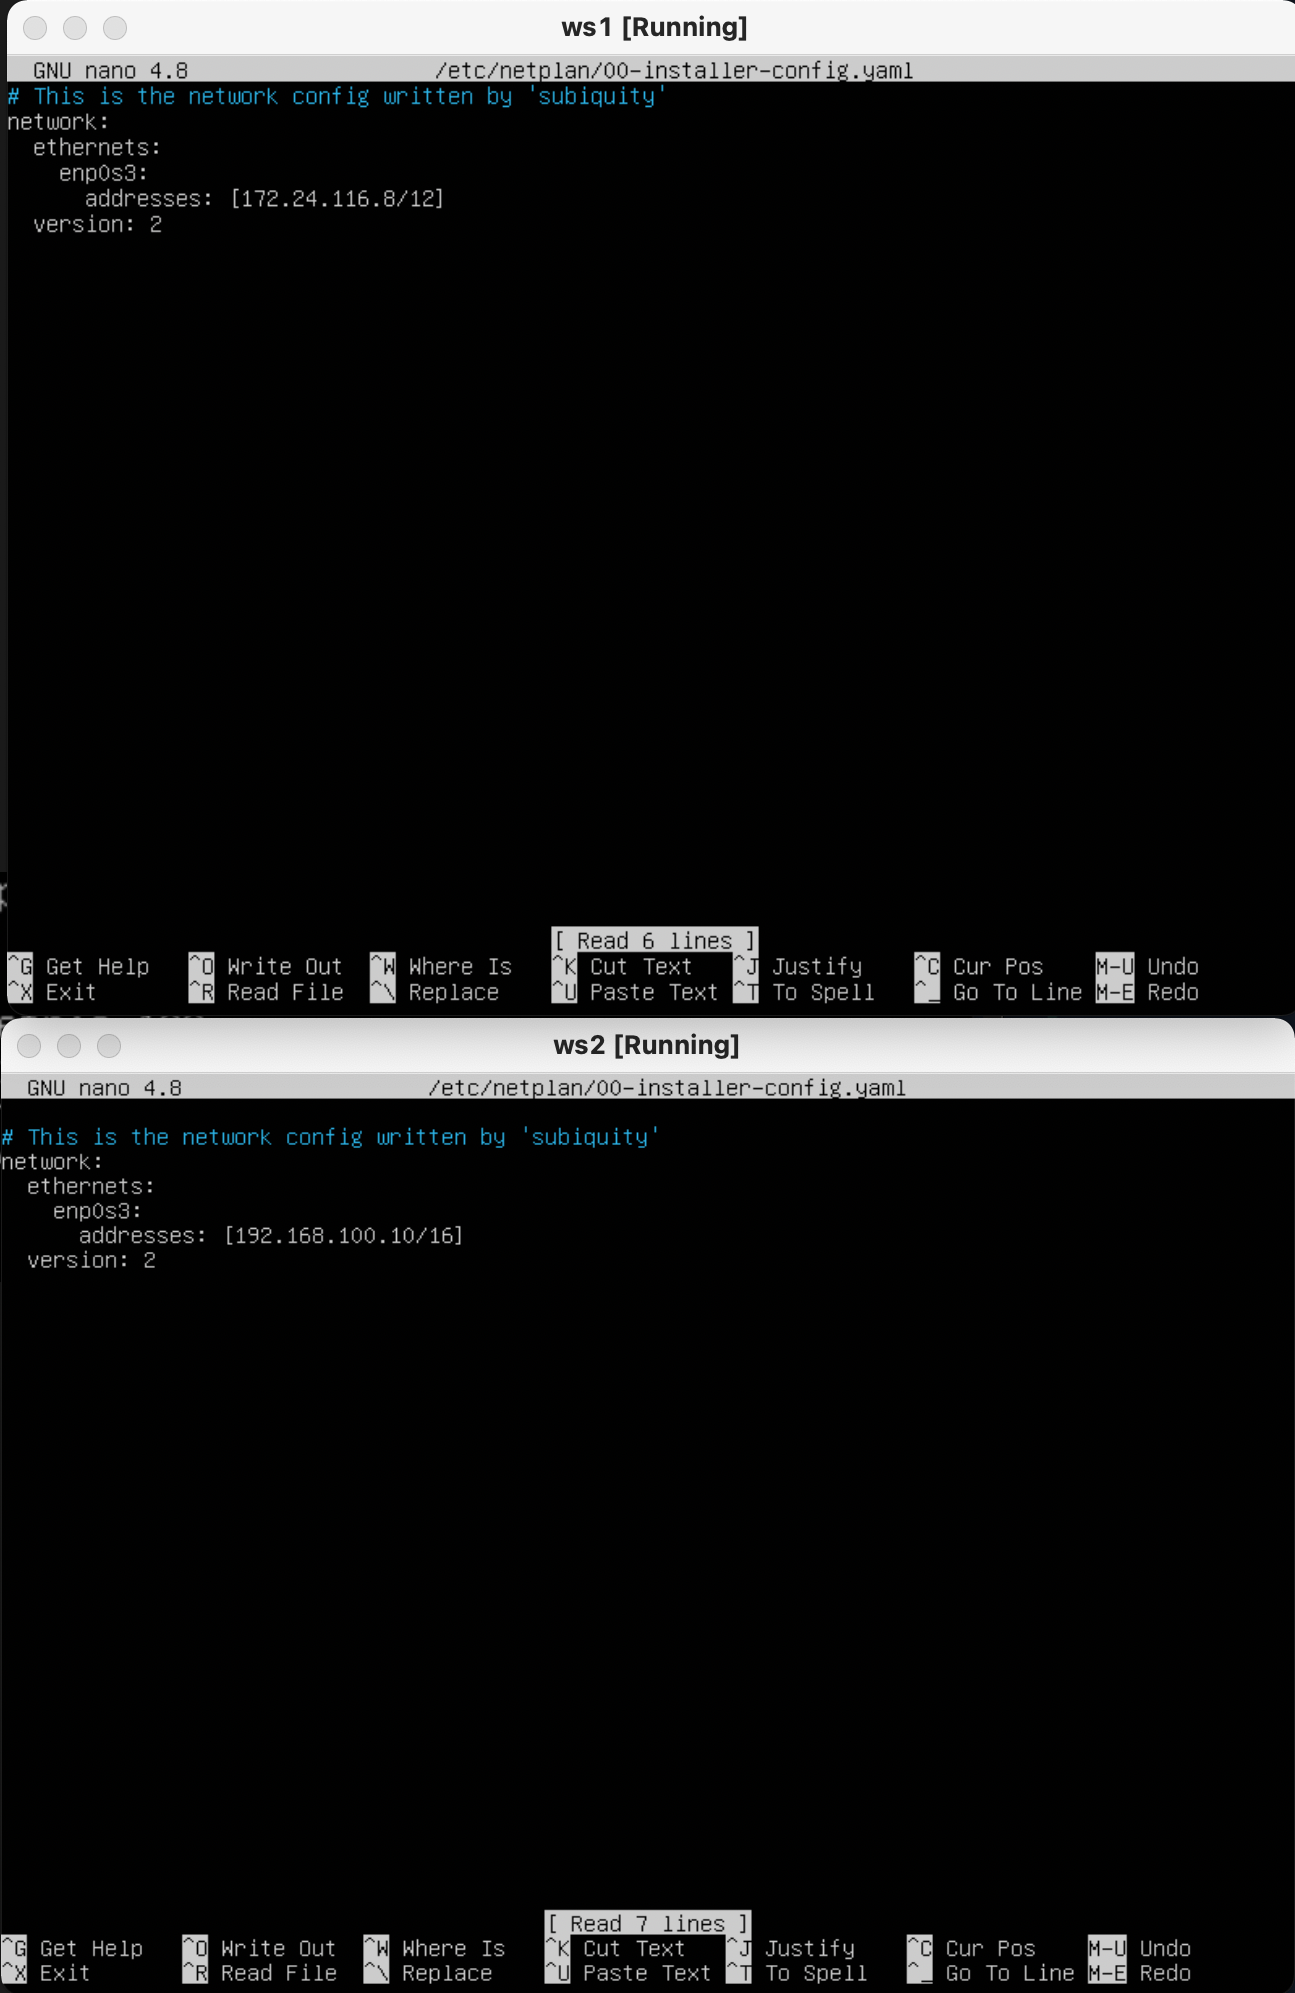 ws1 [Running]
GNU nano 4.8 /etc/netplan/00-installer-config.yaml
# This is the network config written by 'subiquity'
network:
  ethernets:
    enp0s3:
      addresses: [172.24.116.8/12]
  version: 2
[ Read 6 lines ]
^G Get Help ^O Write Out ^W Where Is ^K Cut Text ^J Justify ^C Cur Pos M-U Undo
^X Exit ^R Read File ^\ Replace ^U Paste Text ^T To Spell ^_ Go To Line M-E Redo
ws2 [Running]
GNU nano 4.8 /etc/netplan/00-installer-config.yaml
# This is the network config written by 'subiquity'
network:
  ethernets:
    enp0s3:
      addresses: [192.168.100.10/16]
  version: 2
[ Read 7 lines ]
^G Get Help ^O Write Out ^W Where Is ^K Cut Text ^J Justify ^C Cur Pos M-U Undo
^X Exit ^R Read File ^\ Replace ^U Paste Text ^T To Spell ^_ Go To Line M-E Redo